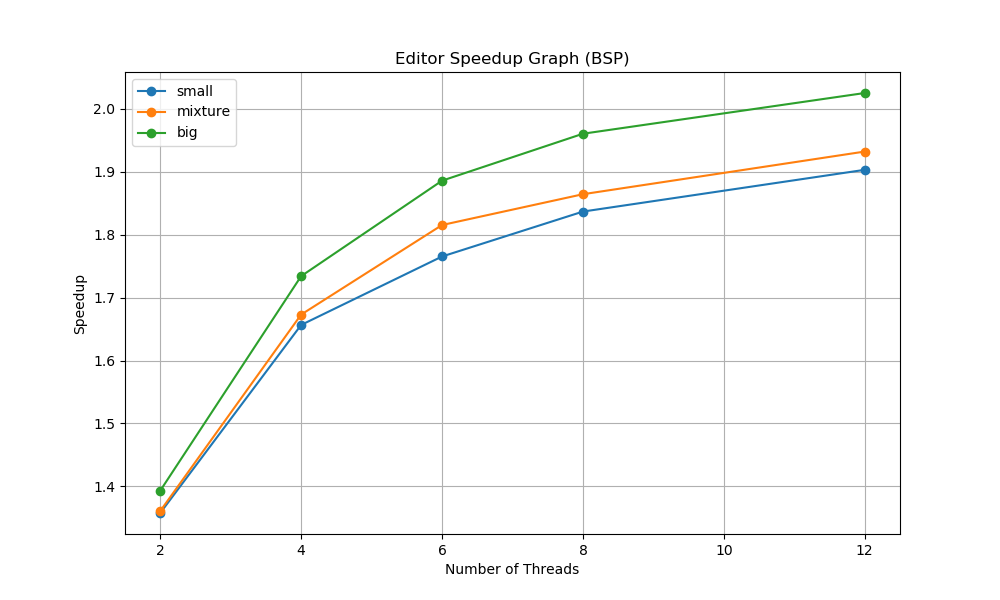 Editor Speedup Graph (BSP)
small
mixture
big
2.0
1.9
1.8
1.7
1.6
1.5
1.4
Speedup
2 4 6 8 10 12
Number of Threads